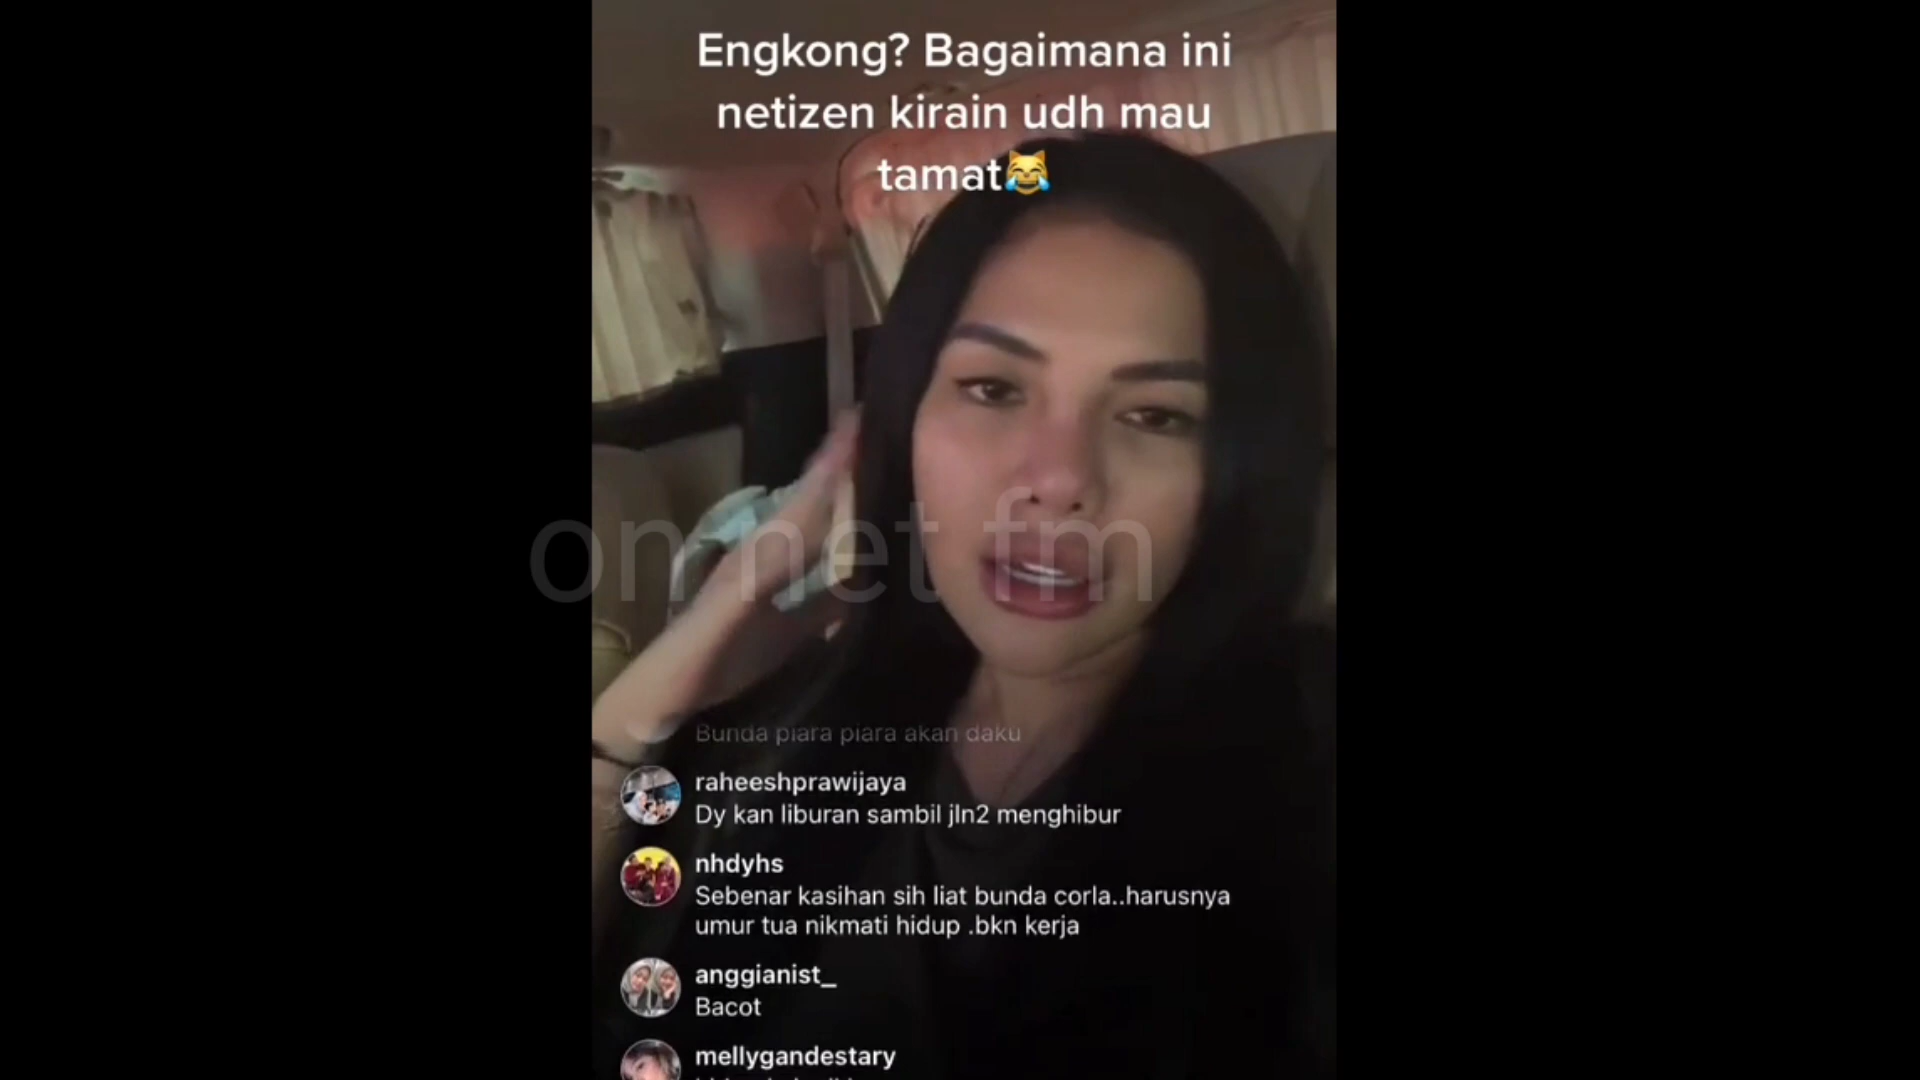 Engkong? Bagaimana ini
netizen kirain udh mau
tamat😹
on net fm
Bunda piara piara akan daku
raheeshprawijaya
Dy kan liburan sambil jln2 menghibur
nhdyhs
Sebenar kasihan sih liat bunda corla..harusnya
umur tua nikmati hidup .bkn kerja
anggianist_
Bacot
mellygandestary